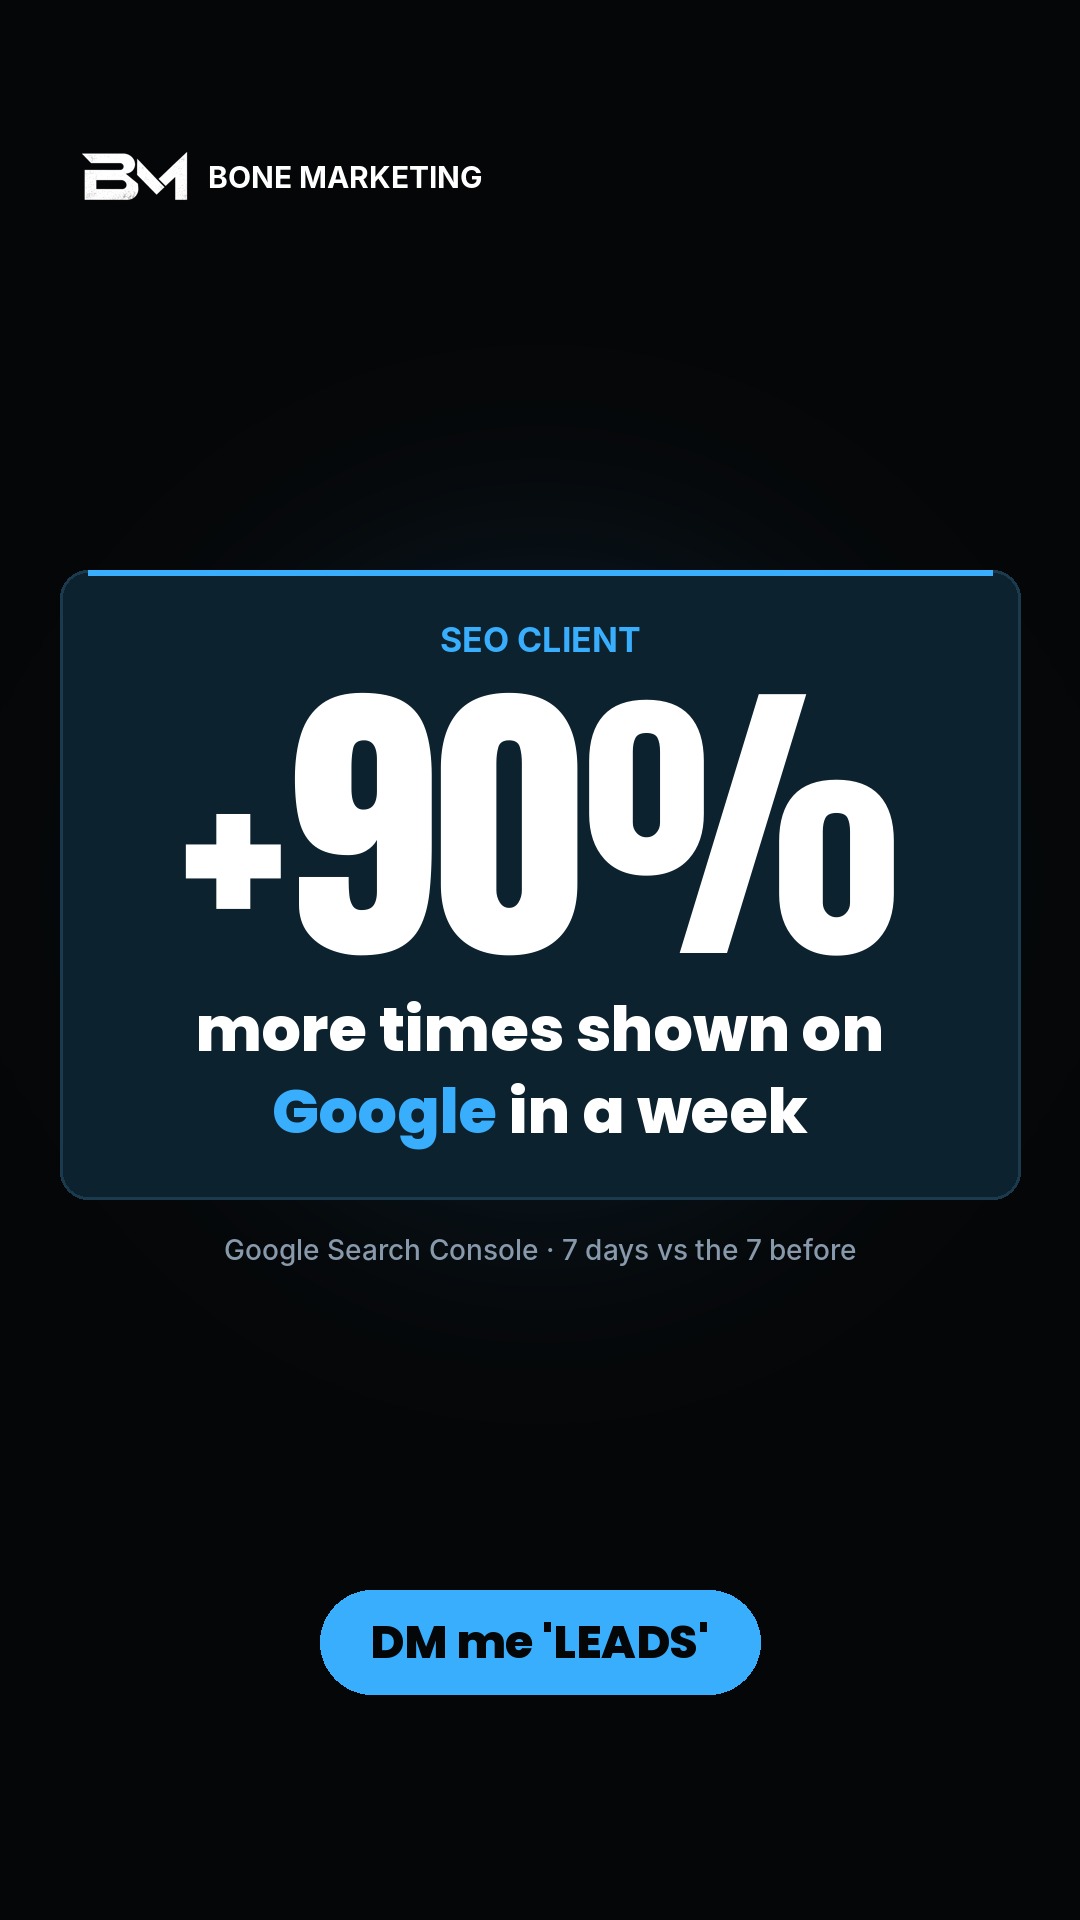 BM BONE MARKETING
SEO CLIENT
+90%
more times shown on
Google in a week
Google Search Console · 7 days vs the 7 before
DM me 'LEADS'